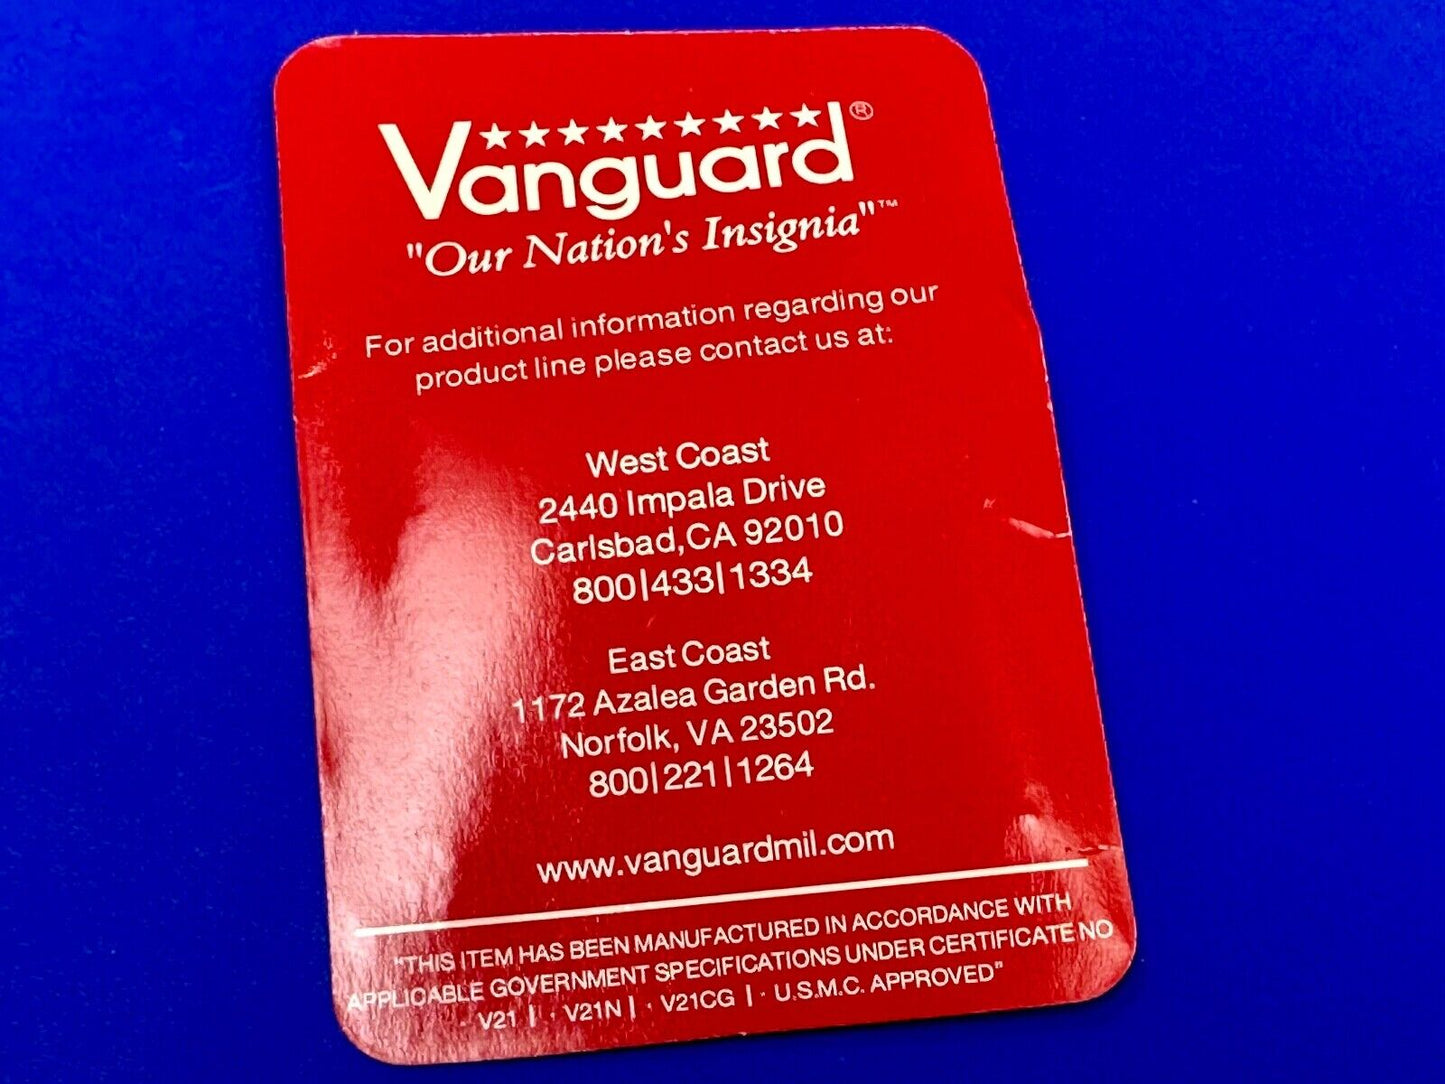 Vanguard®
"Our Nation's Insignia"™
For additional information regarding our
product line please contact us at:
West Coast
2440 Impala Drive
Carlsbad,CA 92010
800|433|1334
East Coast
1172 Azalea Garden Rd.
Norfolk, VA 23502
800|221|1264
www.vanguardmil.com
"THIS ITEM HAS BEEN MANUFACTURED IN ACCORDANCE WITH
APPLICABLE GOVERNMENT SPECIFICATIONS UNDER CERTIFICATE NO
· V21 | · V21N | · V21CG | · U.S.M.C. APPROVED"